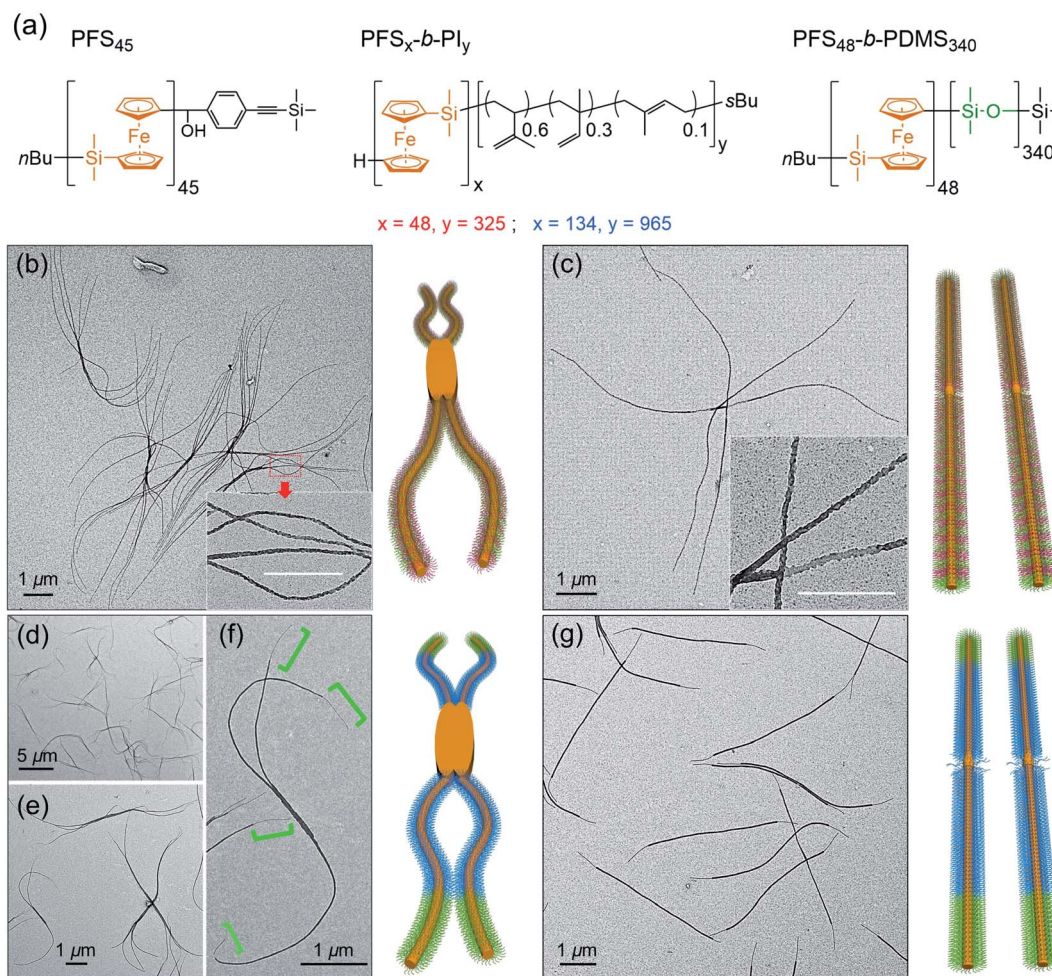 (a)
PFS45
PFSx-b-PIy
PFS48-b-PDMS340
nBu
Si
Fe
OH
Si
45
H
Fe
Si
0.6
0.3
0.1
sBu
y
x
nBu
Si
Fe
Si
O
Si
340
48
x = 48, y = 325 ; x = 134, y = 965
(b)
1 µm
(c)
1 µm
(d)
5 µm
(e)
1 µm
(f)
1 µm
(g)
1 µm